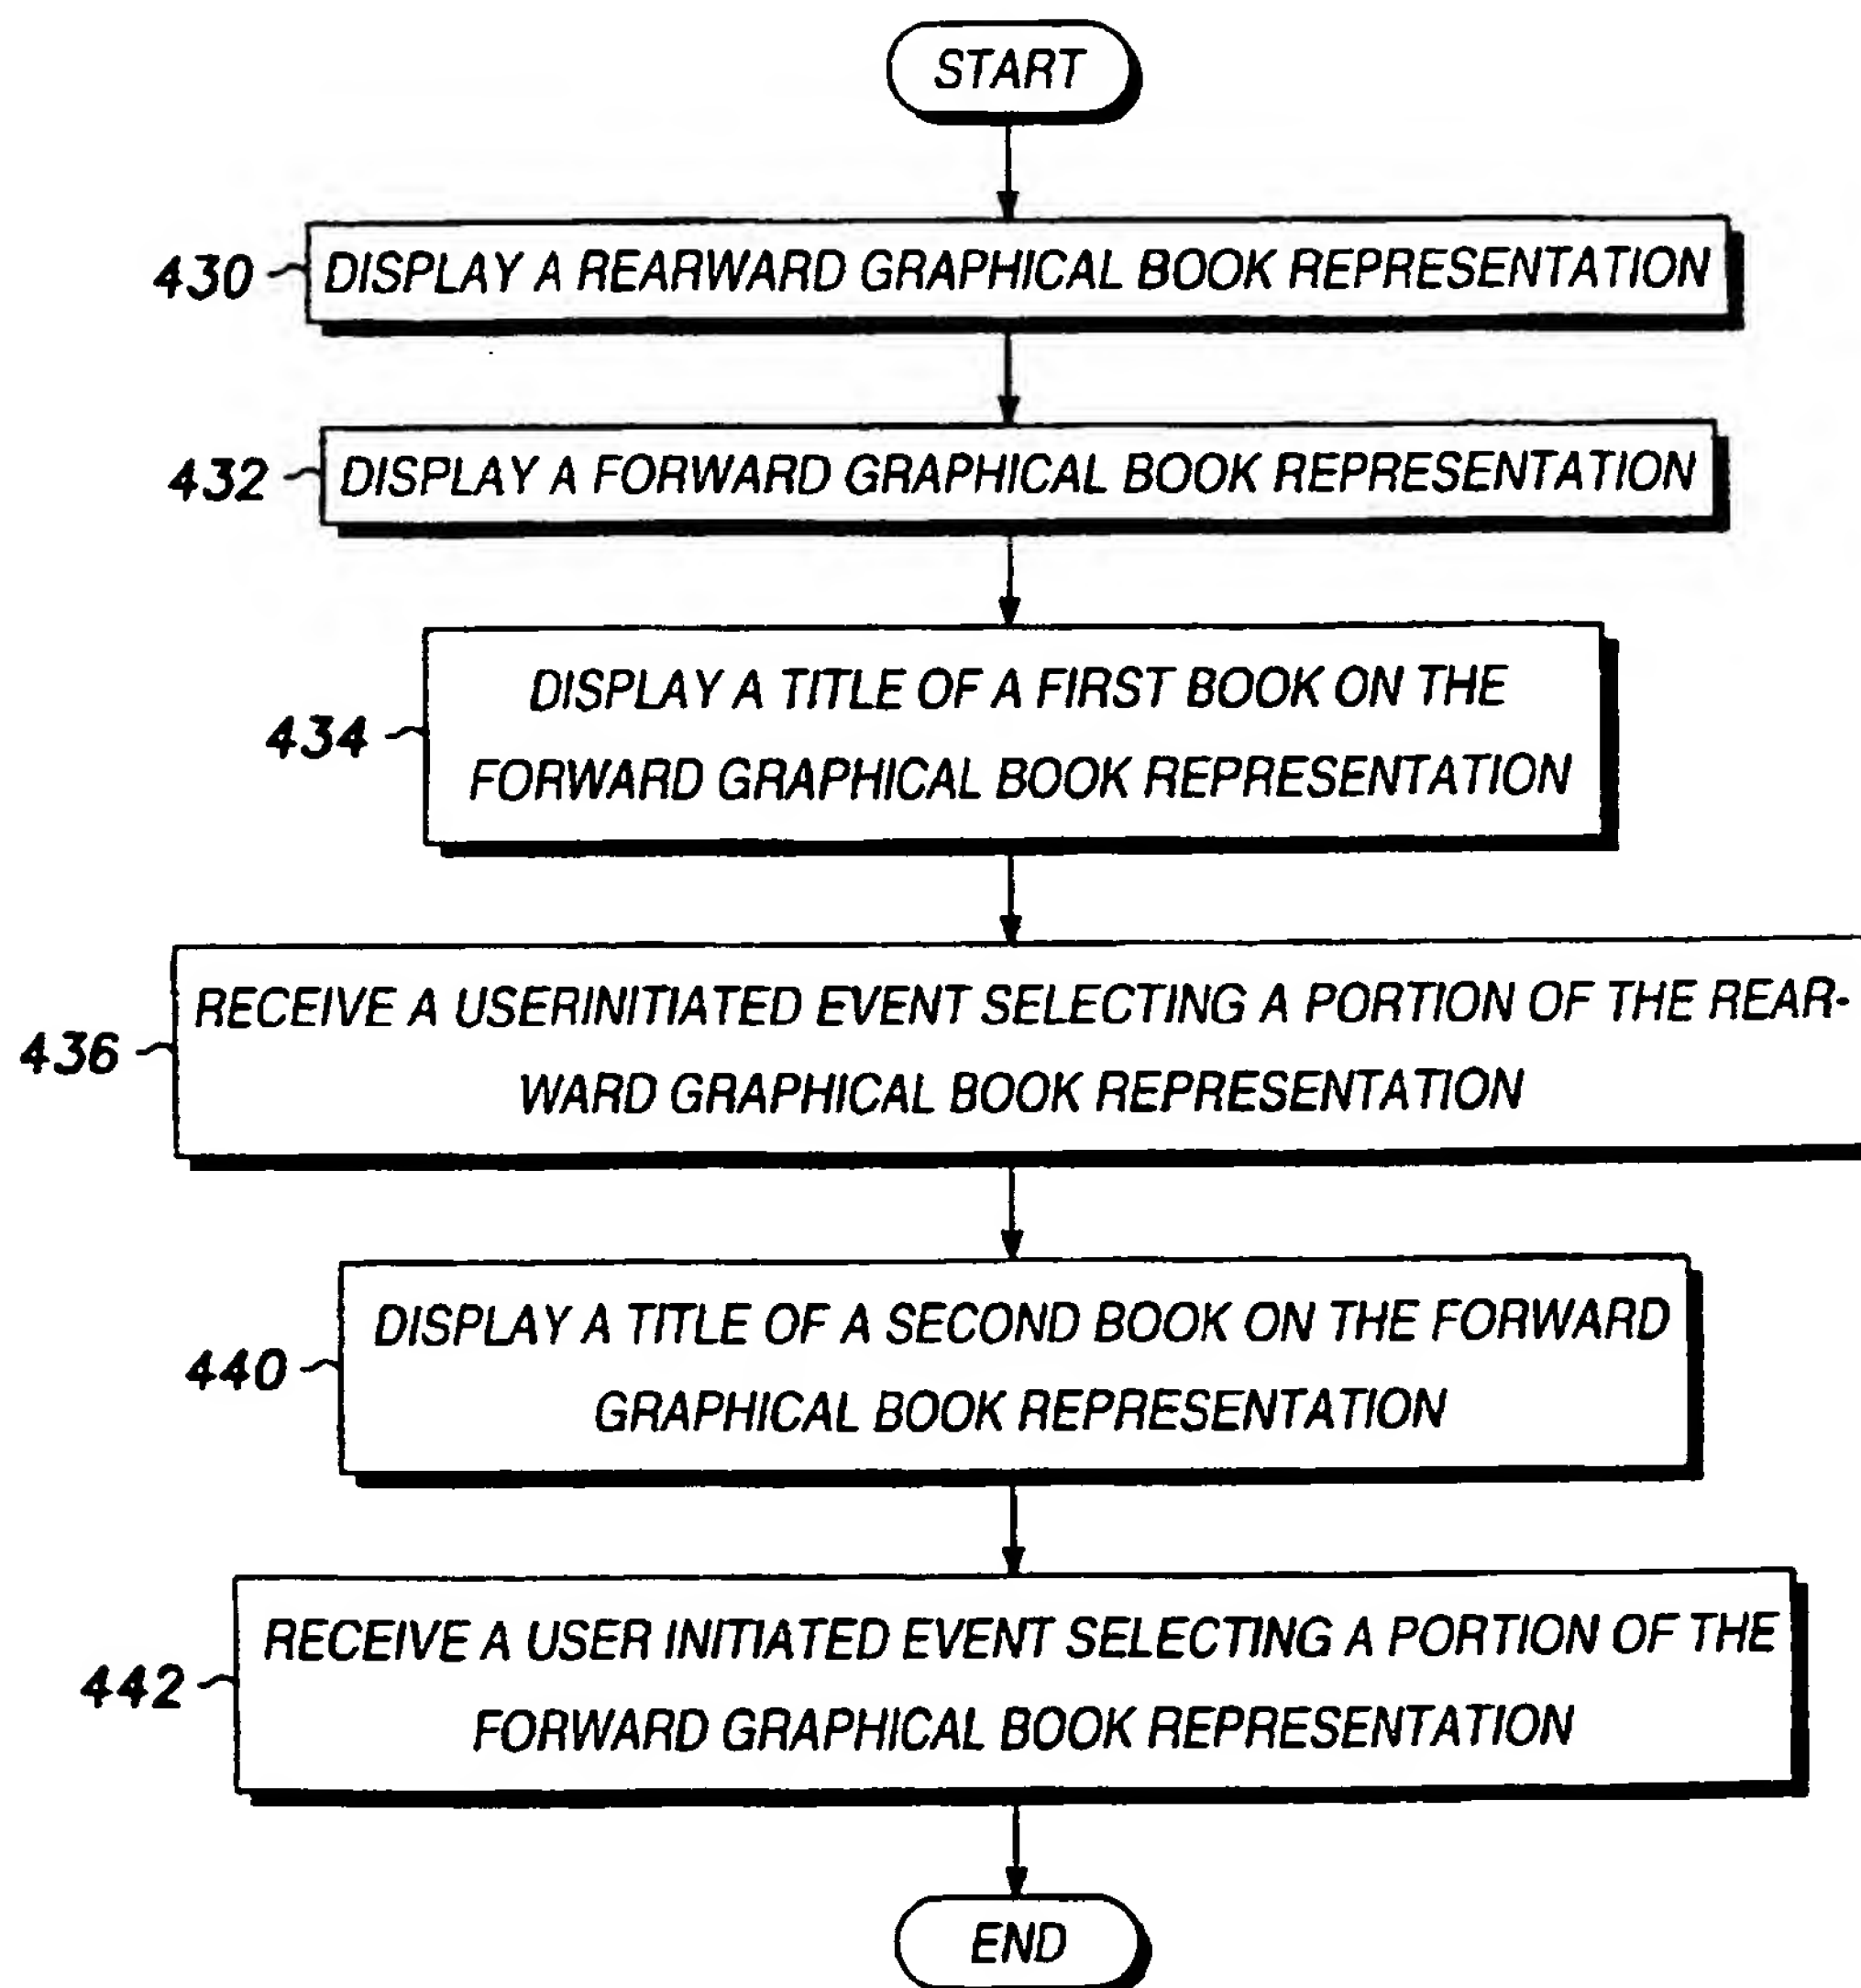 START
430 DISPLAY A REARWARD GRAPHICAL BOOK REPRESENTATION
432 DISPLAY A FORWARD GRAPHICAL BOOK REPRESENTATION
434 DISPLAY A TITLE OF A FIRST BOOK ON THE
FORWARD GRAPHICAL BOOK REPRESENTATION
436 RECEIVE A USERINITIATED EVENT SELECTING A PORTION OF THE REAR-
WARD GRAPHICAL BOOK REPRESENTATION
440 DISPLAY A TITLE OF A SECOND BOOK ON THE FORWARD
GRAPHICAL BOOK REPRESENTATION
442 RECEIVE A USER INITIATED EVENT SELECTING A PORTION OF THE
FORWARD GRAPHICAL BOOK REPRESENTATION
END